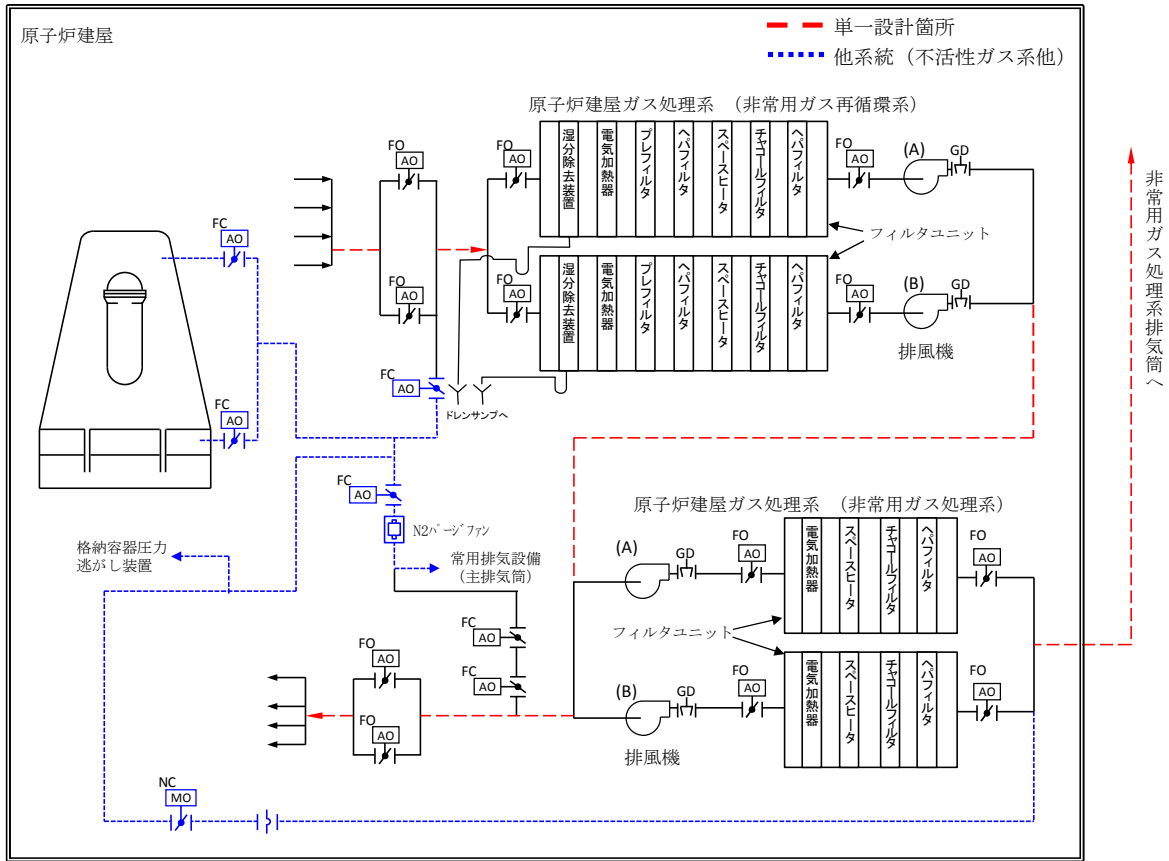 原子炉建屋
単一設計箇所
他系統（不活性ガス系他）
原子炉建屋ガス処理系 （非常用ガス再循環系）
FO
AO
FO
AO
湿分除去装置
電気加熱器
プレフィルタ
ヘパフィルタ
スペースヒータ
チャコールフィルタ
ヘパフィルタ
FO
AO
(A)
GD
FC
AO
フィルタユニット
FO
AO
FO
AO
湿分除去装置
電気加熱器
プレフィルタ
ヘパフィルタ
スペースヒータ
チャコールフィルタ
ヘパフィルタ
FO
AO
(B)
GD
排風機
非常用ガス処理系排気筒へ
FC
AO
FC
AO
ドレンサンプへ
FC
AO
N2ﾊﾟｰｼﾞﾌｧﾝ
格納容器圧力
逃がし装置
常用排気設備
（主排気筒）
原子炉建屋ガス処理系 （非常用ガス処理系）
(A)
GD
FO
AO
電気加熱器
スペースヒータ
チャコールフィルタ
ヘパフィルタ
FO
AO
FC
AO
フィルタユニット
FO
AO
FC
AO
FO
AO
(B)
GD
FO
AO
電気加熱器
スペースヒータ
チャコールフィルタ
ヘパフィルタ
FO
AO
排風機
NC
MO